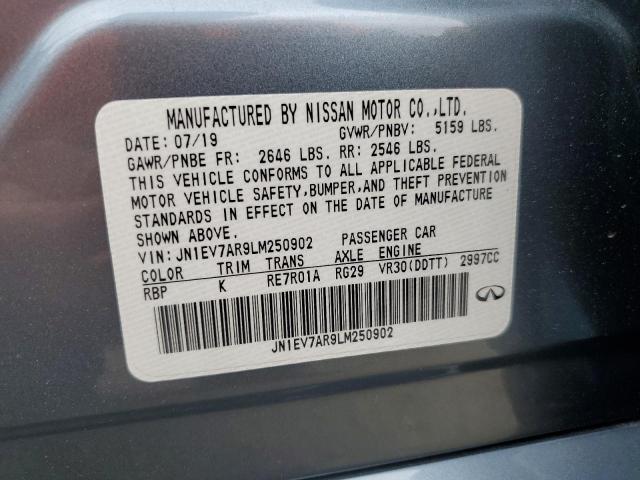 MANUFACTURED BY NISSAN MOTOR CO.,LTD.
DATE: 07/19 GVWR/PNBV: 5159 LBS.
GAWR/PNBE FR: 2646 LBS. RR: 2546 LBS.
THIS VEHICLE CONFORMS TO ALL APPLICABLE FEDERAL
MOTOR VEHICLE SAFETY,BUMPER,AND THEFT PREVENTION
STANDARDS IN EFFECT ON THE DATE OF MANUFACTURE
SHOWN ABOVE.
VIN: JN1EV7AR9LM250902 PASSENGER CAR
COLOR TRIM TRANS AXLE ENGINE
RBP K RE7R01A RG29 VR30(DDTT) 2997CC
JN1EV7AR9LM250902